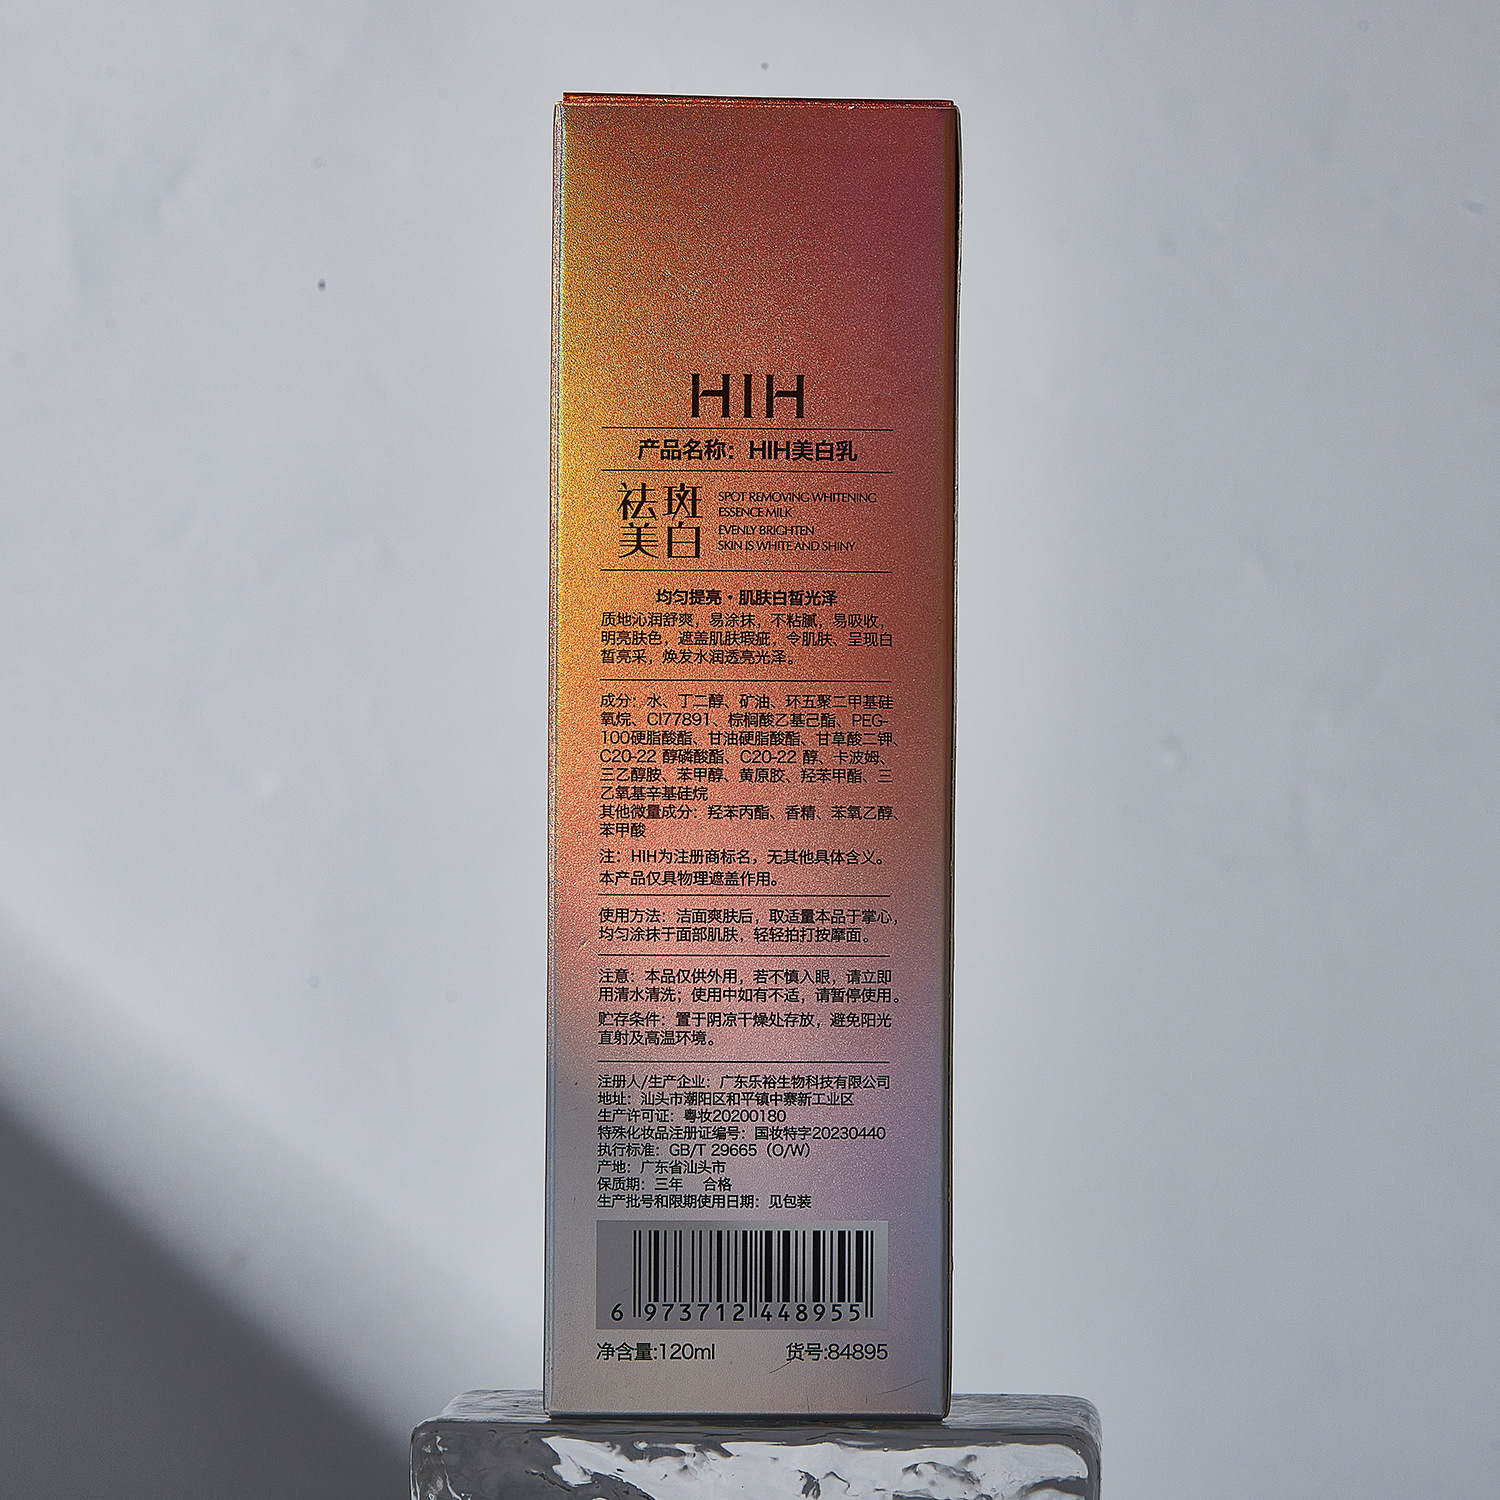 HIH
产品名称：HIH美白乳
祛斑
美白
SPOT REMOVING WHITENING
ESSENCE MILK
EVENLY BRIGHTEN
SKIN IS WHITE AND SHINY
均匀提亮·肌肤白皙光泽
质地沁润舒爽，易涂抹，不粘腻，易吸收，
明亮肤色，遮盖肌肤瑕疵，令肌肤、呈现白
皙亮采，焕发水润透亮光泽。
成分：水、丁二醇、矿油、环五聚二甲基硅
氧烷、CI77891、棕榈酸乙基己酯、PEG-
100硬脂酸酯、甘油硬脂酸酯、甘草酸二钾、
C20-22 醇磷酸酯、C20-22 醇、卡波姆、
三乙醇胺、苯甲醇、黄原胶、羟苯甲酯、三
乙氧基辛基硅烷
其他微量成分：羟苯丙酯、香精、苯氧乙醇、
苯甲酸
注：HIH为注册商标名，无其他具体含义。
本产品仅具物理遮盖作用。
使用方法：洁面爽肤后，取适量本品于掌心，
均匀涂抹于面部肌肤，轻轻拍打按摩面。
注意：本品仅供外用，若不慎入眼，请立即
用清水清洗；使用中如有不适，请暂停使用。
贮存条件：置于阴凉干燥处存放，避免阳光
直射及高温环境。
注册人/生产企业：广东乐裕生物科技有限公司
地址：汕头市潮阳区和平镇中寨新工业区
生产许可证：粤妆20200180
特殊化妆品注册证编号：国妆特字20230440
执行标准：GB/T 29665（O/W）
产地：广东省汕头市
保质期：三年 合格
生产批号和限期使用日期：见包装
6 973712 448955
净含量:120ml 货号:84895